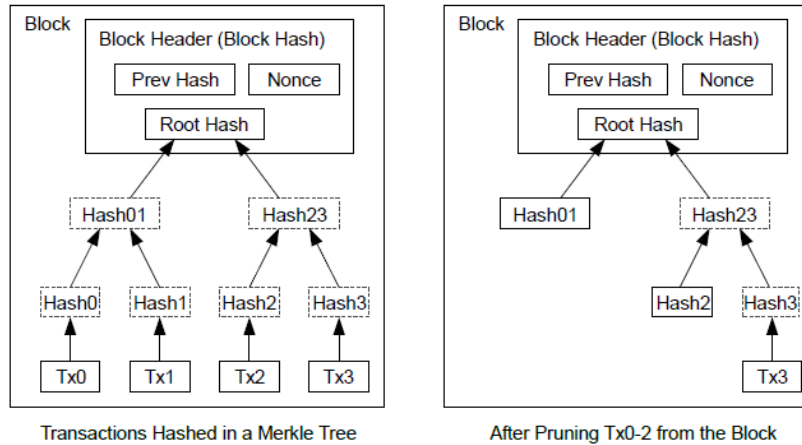 Block
Block Header (Block Hash)
Prev Hash
Nonce
Root Hash
Hash01
Hash23
Hash0
Hash1
Hash2
Hash3
Tx0
Tx1
Tx2
Tx3
Transactions Hashed in a Merkle Tree
Block
Block Header (Block Hash)
Prev Hash
Nonce
Root Hash
Hash01
Hash23
Hash2
Hash3
Tx3
After Pruning Tx0-2 from the Block